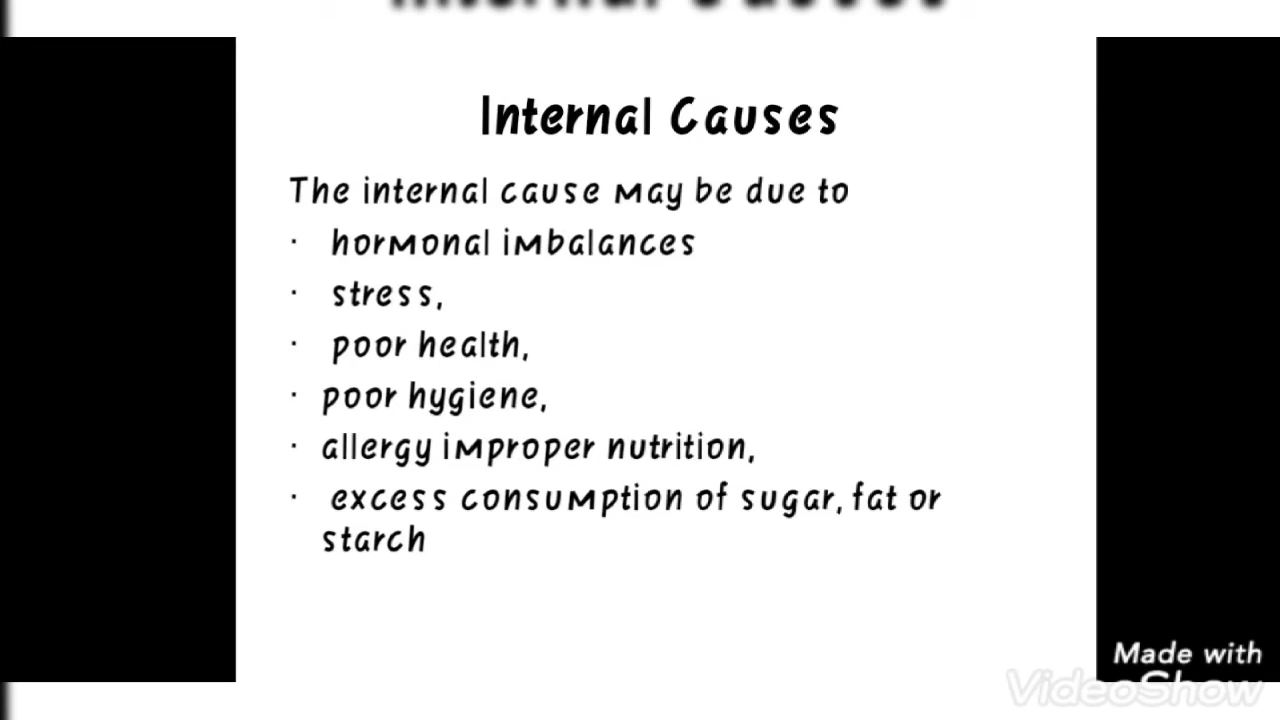 Internal Causes
The internal cause may be due to
· hormonal imbalances
· stress,
· poor health,
· poor hygiene,
· allergy improper nutrition,
· excess consumption of sugar, fat or
starch
Made with
VideoShow